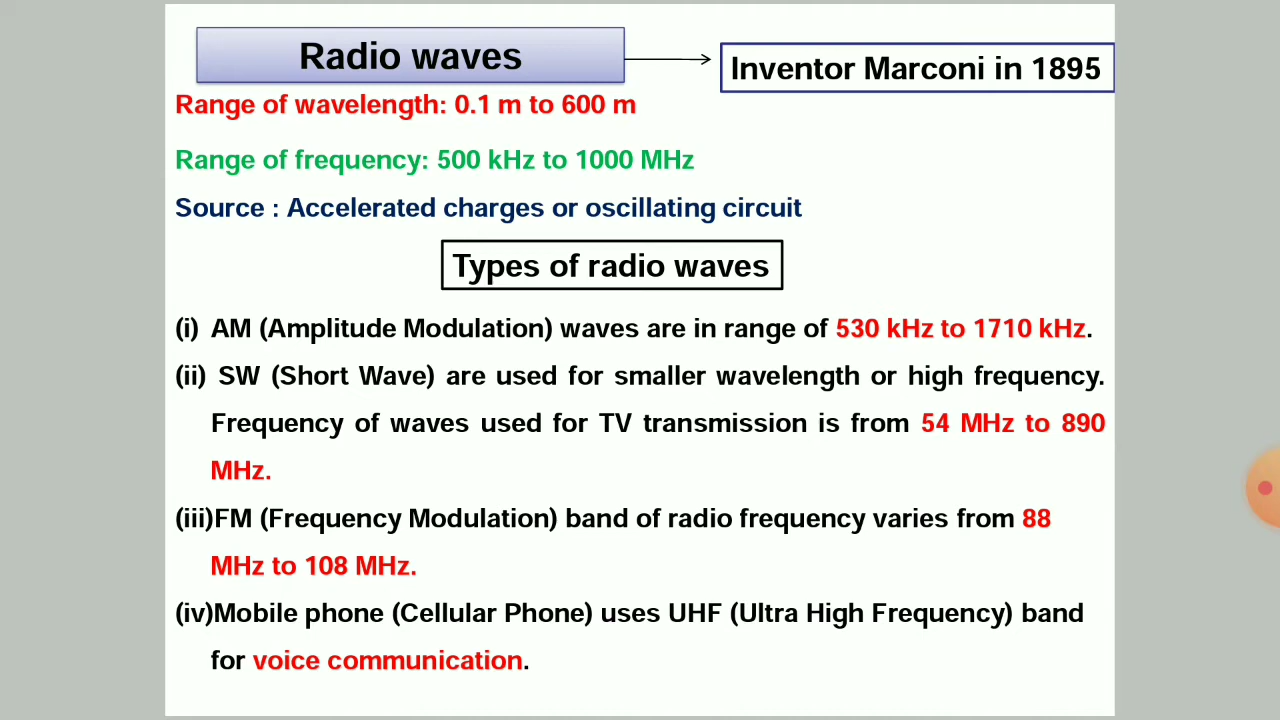 Radio waves
Inventor Marconi in 1895
Range of wavelength: 0.1 m to 600 m
Range of frequency: 500 kHz to 1000 MHz
Source : Accelerated charges or oscillating circuit
Types of radio waves
(i) AM (Amplitude Modulation) waves are in range of 530 kHz to 1710 kHz.
(ii) SW (Short Wave) are used for smaller wavelength or high frequency.
Frequency of waves used for TV transmission is from 54 MHz to 890
MHz.
(iii)FM (Frequency Modulation) band of radio frequency varies from 88
MHz to 108 MHz.
(iv)Mobile phone (Cellular Phone) uses UHF (Ultra High Frequency) band
for voice communication.